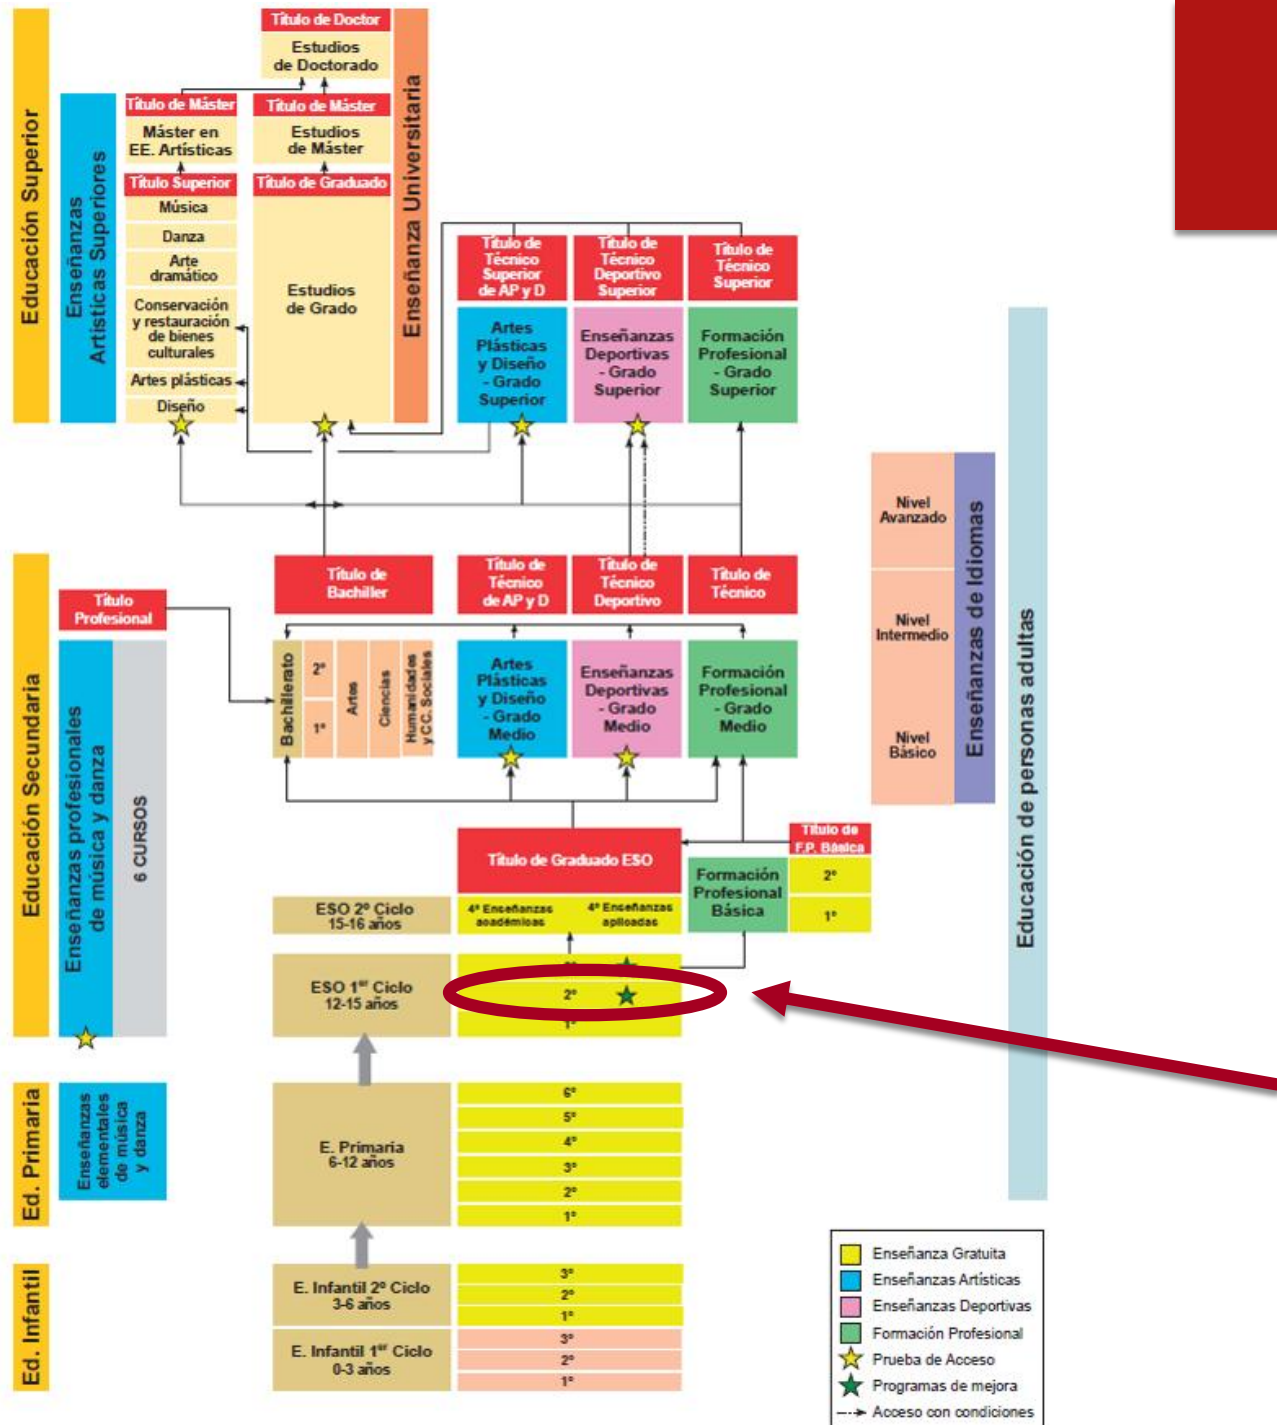 Educación Superior
Enseñanzas
Artísticas Superiores
Título de Máster
Máster en
EE. Artísticas
Título Superior
Música
Danza
Arte
dramático
Conservación
y restauración
de bienes
culturales
Artes plásticas
Diseño
Título de Doctor
Estudios
de Doctorado
Título de Máster
Estudios
de Máster
Título de Graduado
Estudios
de Grado
Enseñanza Universitaria
Título de
Técnico
Superior
de AP y D
Título de
Técnico
Deportivo
Superior
Título de
Técnico
Superior
Artes
Plásticas
y Diseño
- Grado
Superior
Enseñanzas
Deportivas
- Grado
Superior
Formación
Profesional
- Grado
Superior
Educación Secundaria
Título
Profesional
Enseñanzas profesionales
de música y danza
6 CURSOS
Título de
Bachiller
Título de
Técnico
de AP y D
Título de
Técnico
Deportivo
Título de
Técnico
Bachillerato
2º
1º
Artes
Ciencias
Humanidades
y CC. Sociales
Artes
Plásticas
y Diseño
- Grado
Medio
Enseñanzas
Deportivas
- Grado
Medio
Formación
Profesional
- Grado
Medio
Nivel
Avanzado
Nivel
Intermedio
Nivel
Básico
Enseñanzas de Idiomas
Educación de personas adultas
Título de Graduado ESO
Título de
F.P. Básica
Formación
Profesional
Básica
2º
1º
ESO 2º Ciclo
15-16 años
4º Enseñanzas
académicas
4º Enseñanzas
aplicadas
ESO 1er Ciclo
12-15 años
2º
1º
Ed. Primaria
Enseñanzas
elementales
de música
y danza
E. Primaria
6-12 años
6º
5º
4º
3º
2º
1º
Ed. Infantil
E. Infantil 2º Ciclo
3-6 años
3º
2º
1º
E. Infantil 1er Ciclo
0-3 años
3º
2º
1º
Enseñanza Gratuita
Enseñanzas Artísticas
Enseñanzas Deportivas
Formación Profesional
Prueba de Acceso
Programas de mejora
Acceso con condiciones